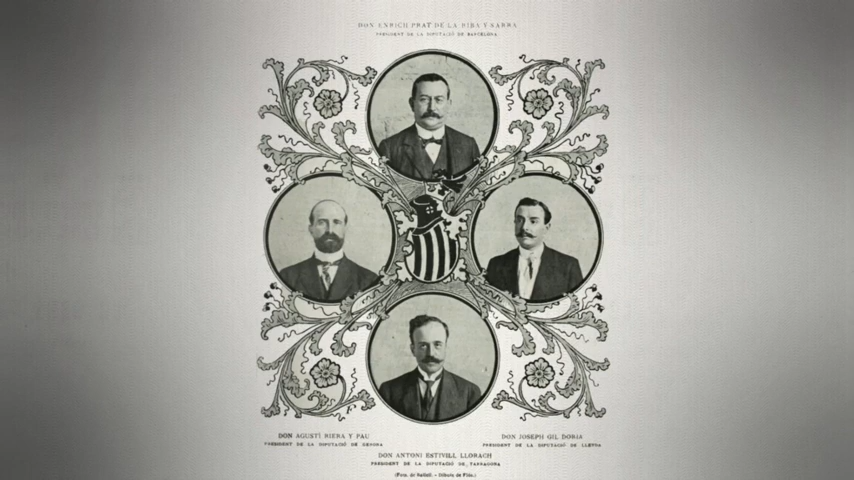 DON ENRICH PRAT DE LA RIBA Y SARRA
PRESIDENT DE LA DIPUTACIÓ DE BARCELONA
DON AGUSTÍ RIERA Y PAU
PRESIDENT DE LA DIPUTACIÓ DE GERONA
DON JOSEPH GIL DORIA
PRESIDENT DE LA DIPUTACIÓ DE LLEYDA
DON ANTONI ESTIVILL LLORACH
PRESIDENT DE LA DIPUTACIÓ DE TARRAGONA
(Fots. de